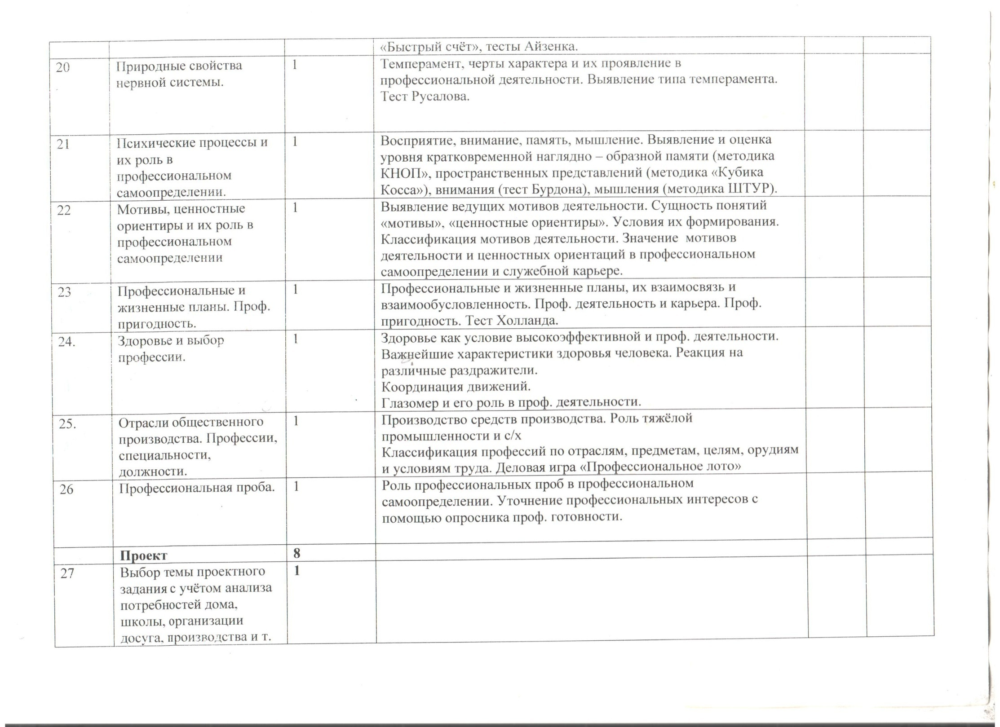 «Быстрый счёт», тесты Айзенка.
20
Природные свойства
нервной системы.
1
Темперамент, черты характера и их проявление в
профессиональной деятельности. Выявление типа темперамента.
Тест Русалова.
21
Психические процессы и
их роль в
профессиональном
самоопределении.
1
Восприятие, внимание, память, мышление. Выявление и оценка
уровня кратковременной наглядно – образной памяти (методика
КНОП», пространственных представлений (методика «Кубика
Косса»), внимания (тест Бурдона), мышления (методика ШТУР).
22
Мотивы, ценностные
ориентиры и их роль в
профессиональном
самоопределении
1
Выявление ведущих мотивов деятельности. Сущность понятий
«мотивы», «ценностные ориентиры». Условия их формирования.
Классификация мотивов деятельности. Значение  мотивов
деятельности и ценностных ориентаций в профессиональном
самоопределении и служебной карьере.
23
Профессиональные и
жизненные планы. Проф.
пригодность.
1
Профессиональные и жизненные планы, их взаимосвязь и
взаимообусловленность. Проф. деятельность и карьера. Проф.
пригодность. Тест Холланда.
24.
Здоровье и выбор
профессии.
1
Здоровье как условие высокоэффективной и проф. деятельности.
Важнейшие характеристики здоровья человека. Реакция на
различные раздражители.
Координация движений.
Глазомер и его роль в проф. деятельности.
25.
Отрасли общественного
производства. Профессии,
специальности,
должности.
1
Производство средств производства. Роль тяжёлой
промышленности и с/х
Классификация профессий по отраслям, предметам, целям, орудиям
и условиям труда. Деловая игра «Профессиональное лото»
26
Профессиональная проба.
1
Роль профессиональных проб в профессиональном
самоопределении. Уточнение профессиональных интересов с
помощью опросника проф. готовности.
Проект
8
27
Выбор темы проектного
задания с учётом анализа
потребностей дома,
школы, организации
досуга, производства и т.
1